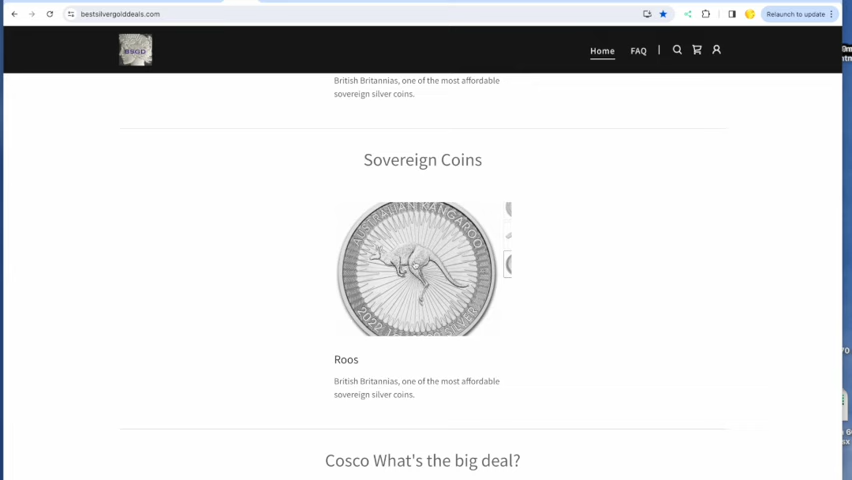 bestsilvergolddeals.com
Relaunch to update
BSGD
Home
FAQ
British Britannias, one of the most affordable
sovereign silver coins.
Sovereign Coins
AUSTRALIAN KANGAROO
2022
SILVER
Roos
British Britannias, one of the most affordable
sovereign silver coins.
Cosco What's the big deal?